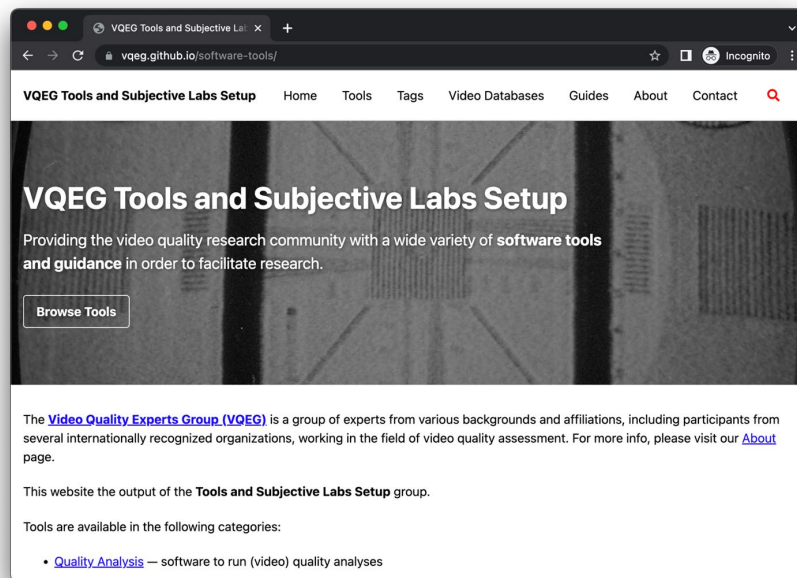 VQEG Tools and Subjective Lab
vqeg.github.io/software-tools/
Incognito
VQEG Tools and Subjective Labs Setup Home Tools Tags Video Databases Guides About Contact
VQEG Tools and Subjective Labs Setup
Providing the video quality research community with a wide variety of software tools
and guidance in order to facilitate research.
Browse Tools
The Video Quality Experts Group (VQEG) is a group of experts from various backgrounds and affiliations, including participants from
several internationally recognized organizations, working in the field of video quality assessment. For more info, please visit our About
page.
This website the output of the Tools and Subjective Labs Setup group.
Tools are available in the following categories:
• Quality Analysis — software to run (video) quality analyses